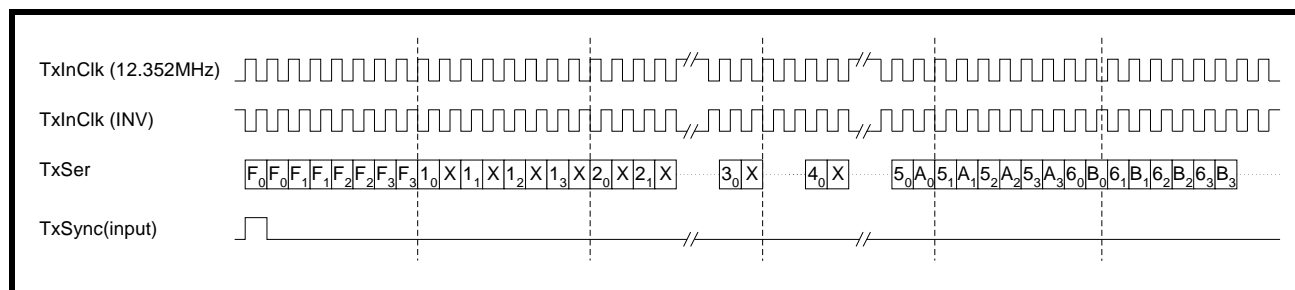 TxInClk (12.352MHz)
TxInClk (INV)
TxSer F₀ F₀ F₁ F₁ F₂ F₂ F₃ F₃ 1₀ X 1₁ X 1₂ X 1₃ X 2₀ X 2₁ X 3₀ X 4₀ X 5₀ A₀ 5₁ A₁ 5₂ A₂ 5₃ A₃ 6₀ B₀ 6₁ B₁ 6₂ B₂ 6₃ B₃
TxSync(input)